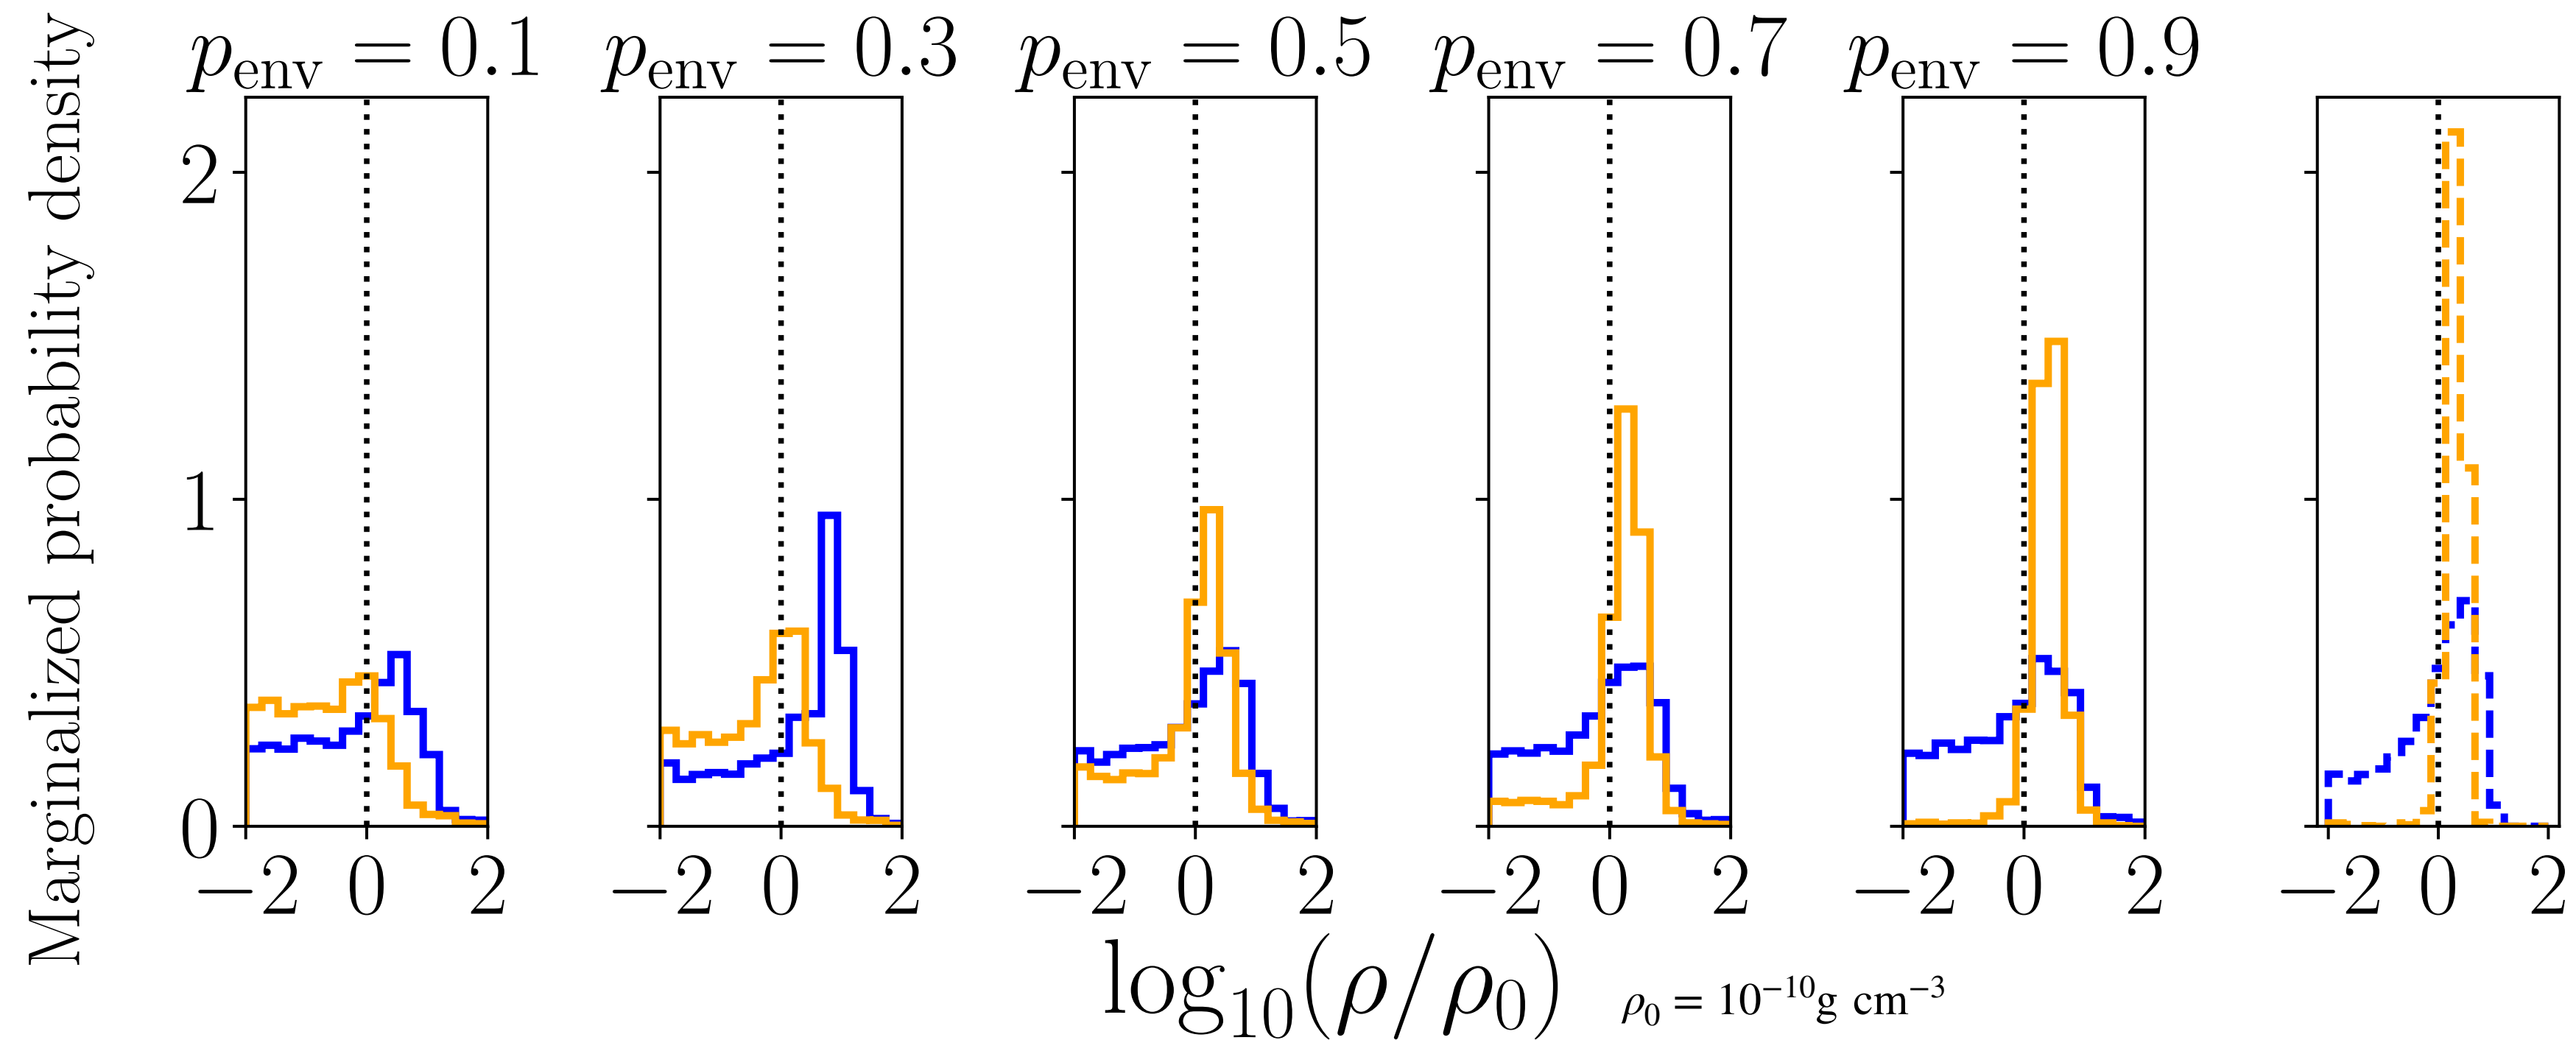 Marginalized probability density
p_env = 0.1
p_env = 0.3
p_env = 0.5
p_env = 0.7
p_env = 0.9
2
1
0
−2 0 2
−2 0 2
−2 0 2
−2 0 2
−2 0 2
−2 0 2
log₁₀(ρ/ρ₀)
ρ₀ = 10⁻¹⁰g cm⁻³